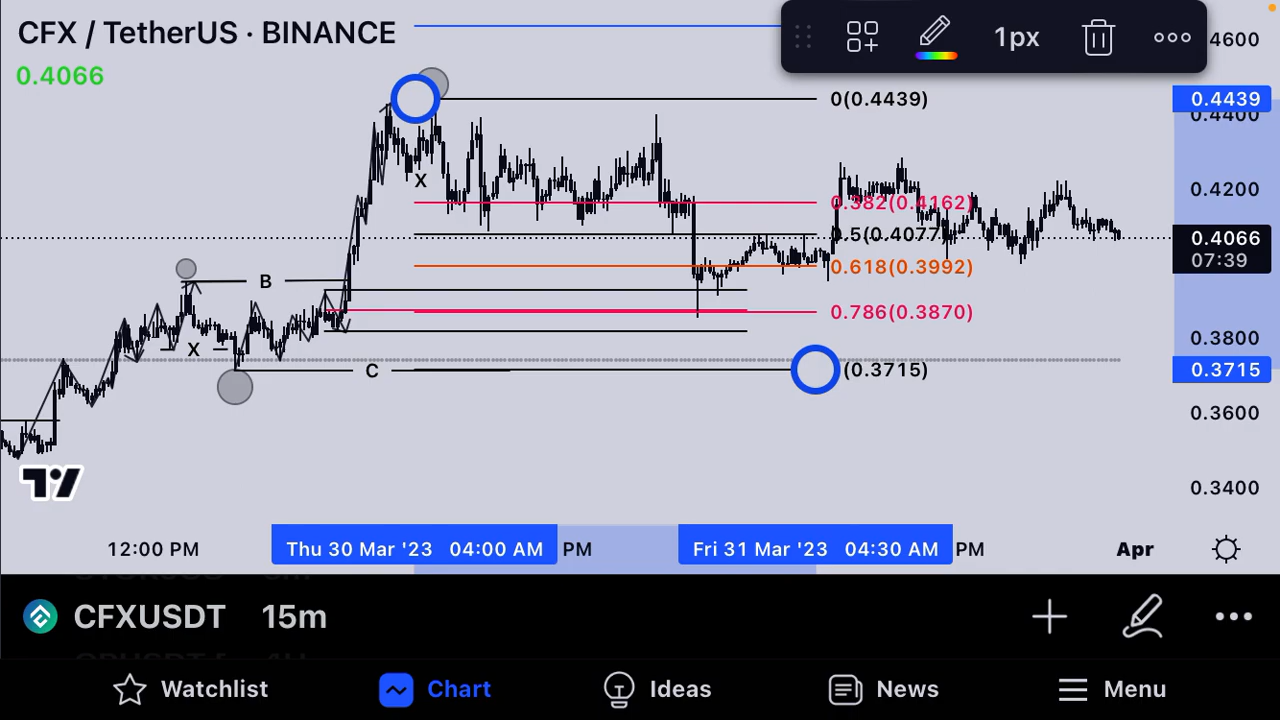 CFX / TetherUS · BINANCE
0.4066
1px
4600
0(0.4439)
0.4439
0.4400
X
0.4200
0.382(0.4162)
0.5(0.4077)
0.4066
07:39
0.618(0.3992)
B
0.786(0.3870)
0.3800
X
C
(0.3715)
0.3715
0.3600
0.3400
12:00 PM
Thu 30 Mar '23 04:00 AM
PM
Fri 31 Mar '23 04:30 AM
PM
Apr
CFXUSDT 15m
Watchlist
Chart
Ideas
News
Menu